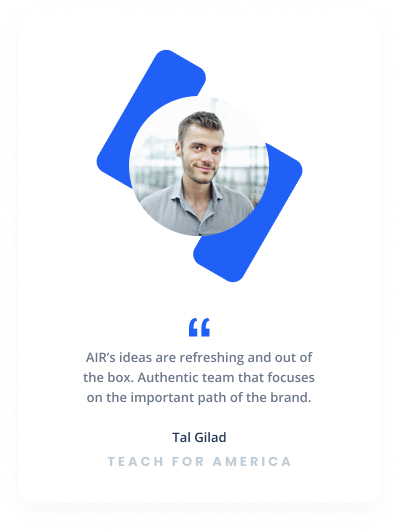 “
AIR’s ideas are refreshing and out of
the box. Authentic team that focuses
on the important path of the brand.
Tal Gilad
TEACH FOR AMERICA